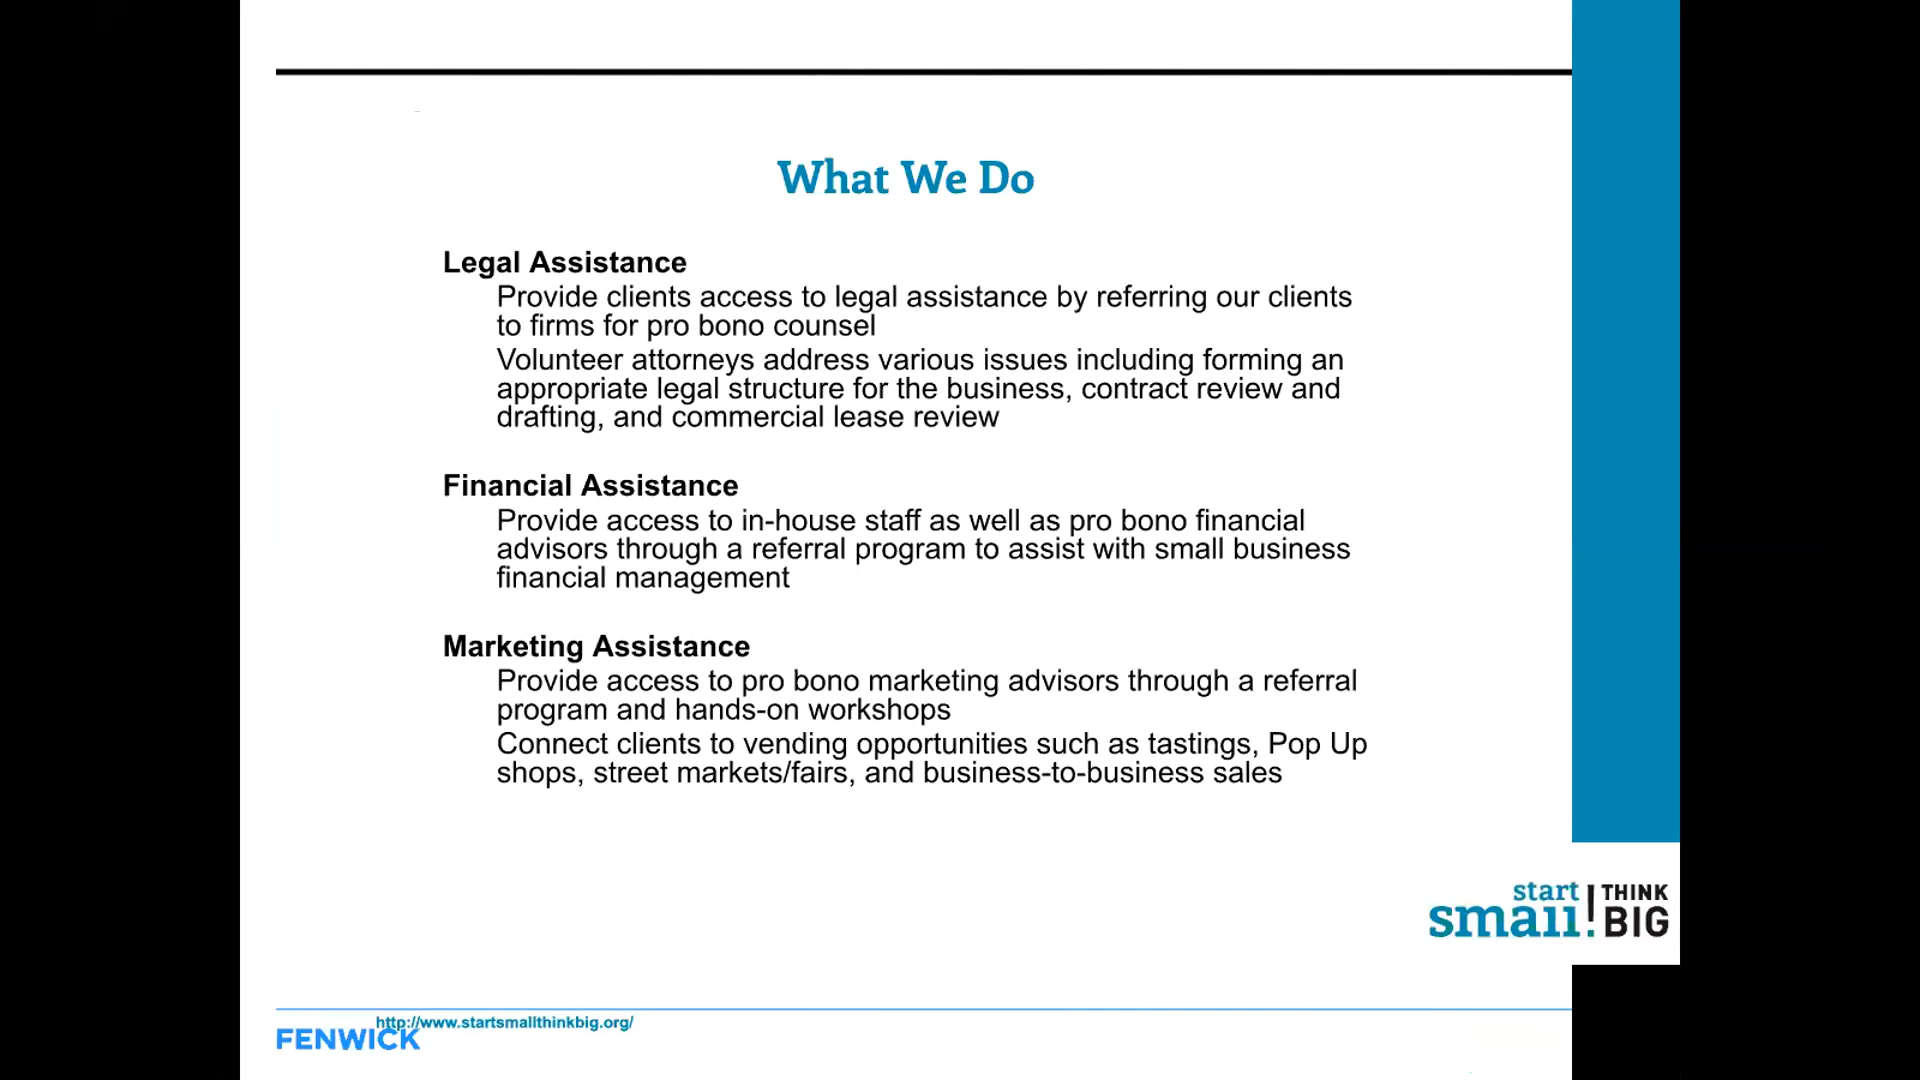 What We Do
Legal Assistance
Provide clients access to legal assistance by referring our clients
to firms for pro bono counsel
Volunteer attorneys address various issues including forming an
appropriate legal structure for the business, contract review and
drafting, and commercial lease review
Financial Assistance
Provide access to in-house staff as well as pro bono financial
advisors through a referral program to assist with small business
financial management
Marketing Assistance
Provide access to pro bono marketing advisors through a referral
program and hands-on workshops
Connect clients to vending opportunities such as tastings, Pop Up
shops, street markets/fairs, and business-to-business sales
start
small!
THINK
BIG
http://www.startsmallthinkbig.org/
FENWICK